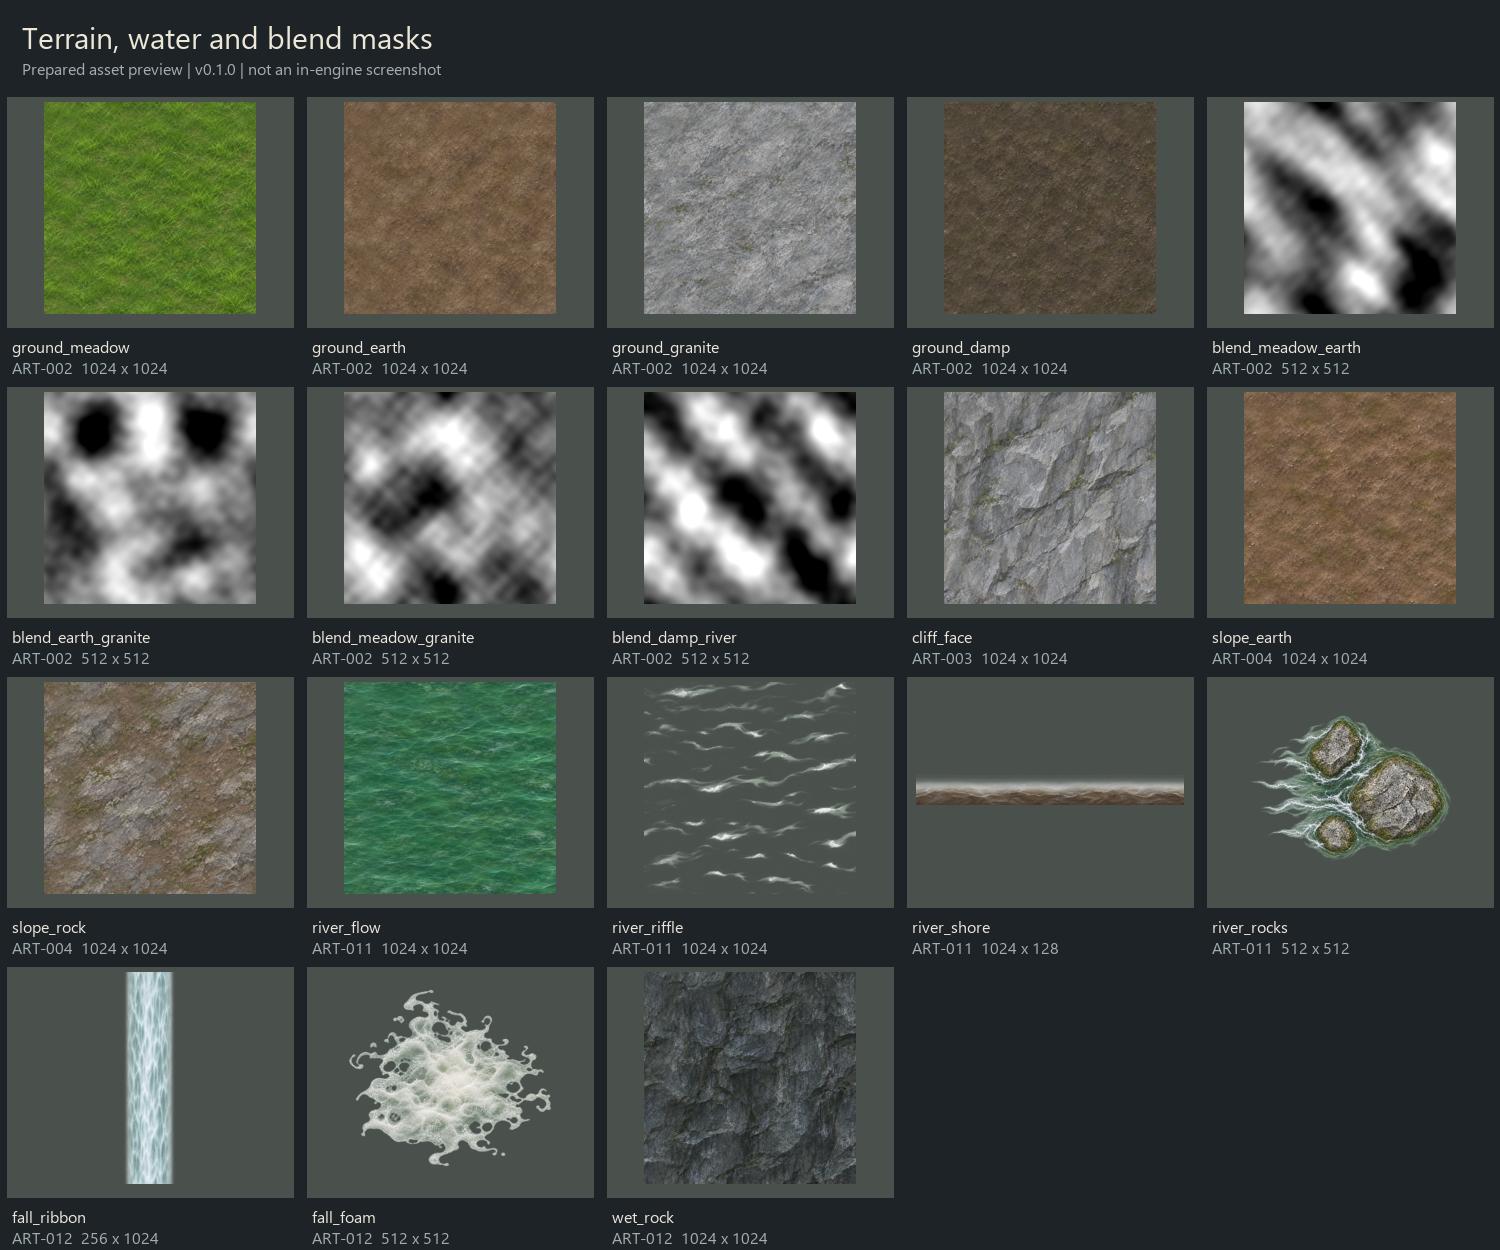 Terrain, water and blend masks
Prepared asset preview | v0.1.0 | not an in-engine screenshot
ground_meadow
ART-002 1024 x 1024
ground_earth
ART-002 1024 x 1024
ground_granite
ART-002 1024 x 1024
ground_damp
ART-002 1024 x 1024
blend_meadow_earth
ART-002 512 x 512
blend_earth_granite
ART-002 512 x 512
blend_meadow_granite
ART-002 512 x 512
blend_damp_river
ART-002 512 x 512
cliff_face
ART-003 1024 x 1024
slope_earth
ART-004 1024 x 1024
slope_rock
ART-004 1024 x 1024
river_flow
ART-011 1024 x 1024
river_riffle
ART-011 1024 x 1024
river_shore
ART-011 1024 x 128
river_rocks
ART-011 512 x 512
fall_ribbon
ART-012 256 x 1024
fall_foam
ART-012 512 x 512
wet_rock
ART-012 1024 x 1024